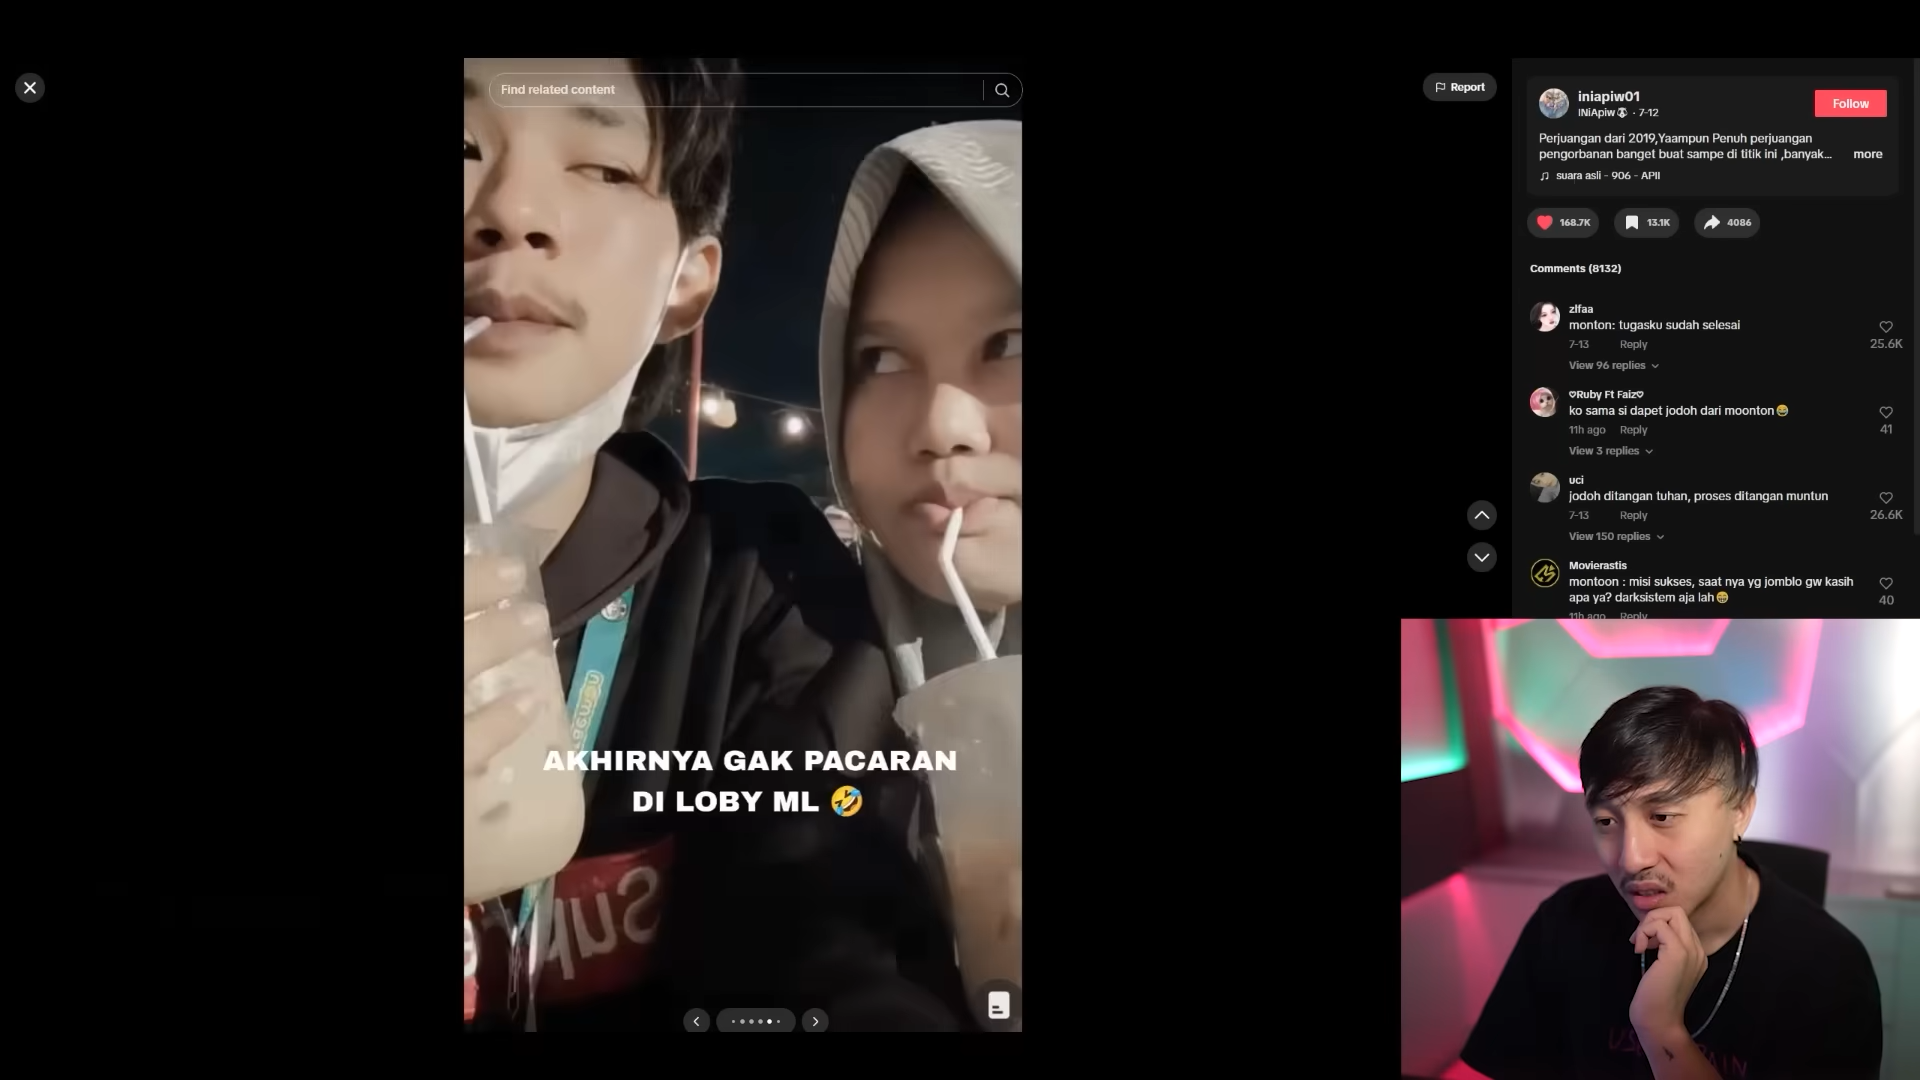 Find related content
AKHIRNYA GAK PACARAN
DI LOBY ML 🤣
Report
iniapiw01
INiApiw · 7-12
Follow
Perjuangan dari 2019,Yaampun Penuh perjuangan
pengorbanan banget buat sampe di titik ini ,banyak... more
suara asli - 906 - APII
168.7K 13.1K 4086
Comments (8132)
zlfaa
monton: tugasku sudah selesai
7-13 Reply
25.6K
View 96 replies
♡Ruby Ft Faiz♡
ko sama si dapet jodoh dari moonton😂
11h ago Reply
41
View 3 replies
uci
jodoh ditangan tuhan, proses ditangan muntun
7-13 Reply
26.6K
View 150 replies
Movierastis
montoon : misi sukses, saat nya yg jomblo gw kasih
apa ya? darksistem aja lah😁
40
11h ago Reply